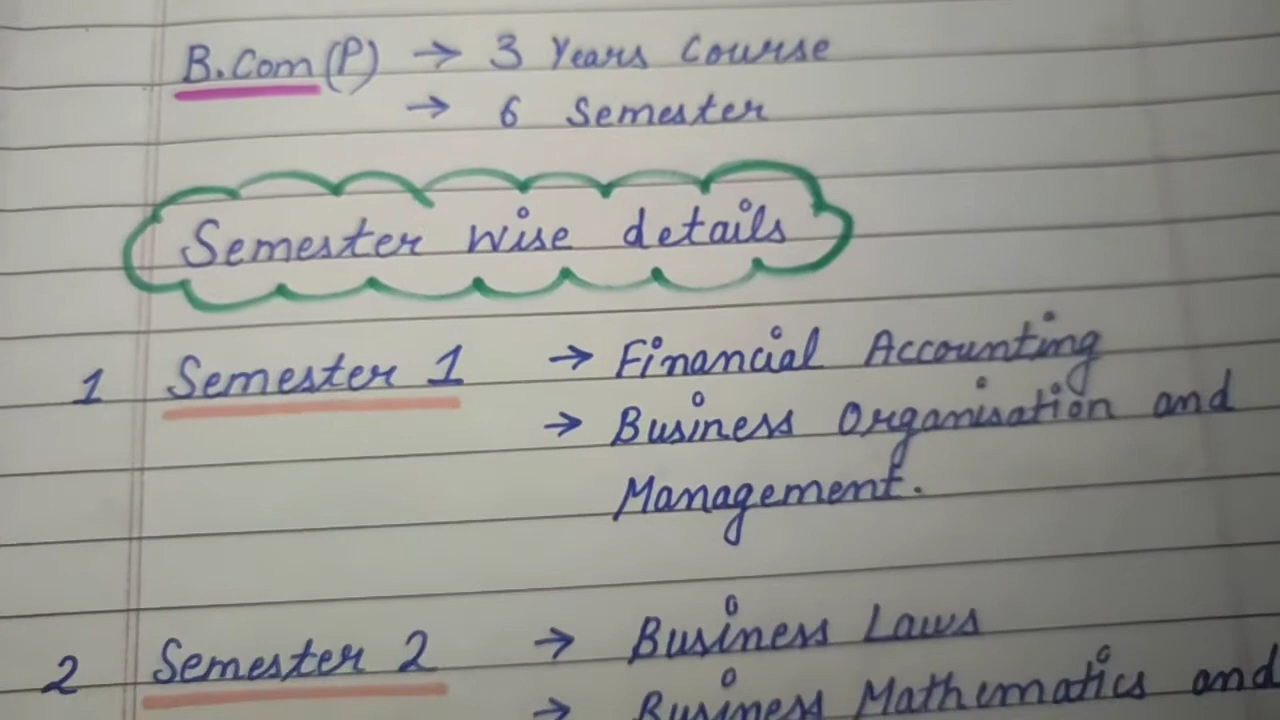 B.Com (P) → 3 Years Course
→ 6 Semester
Semester wise details
1 Semester 1 → Financial Accounting
→ Business Organisation and
Management.
2 Semester 2 → Business Laws
→ Business Mathematics and